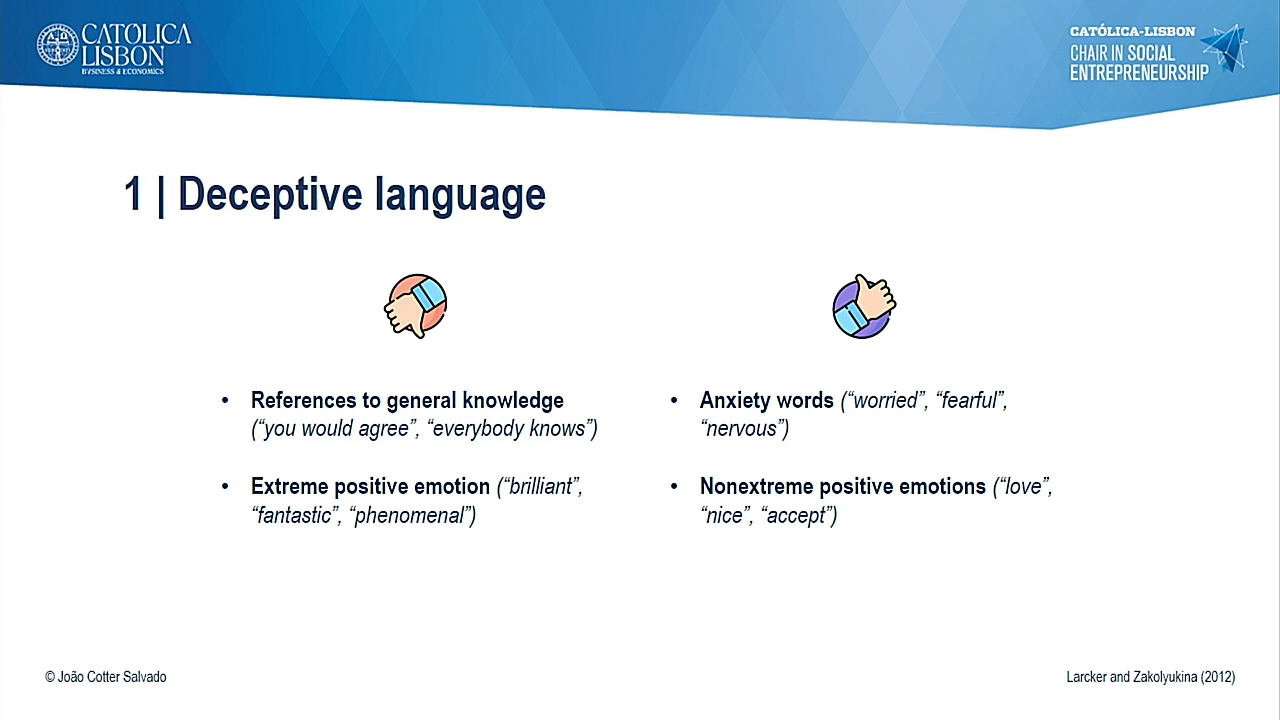 CATÓLICA
LISBON
BUSINESS & ECONOMICS
CATÓLICA-LISBON
CHAIR IN SOCIAL
ENTREPRENEURSHIP
1 | Deceptive language
• References to general knowledge
(“you would agree”, “everybody knows”)
• Extreme positive emotion (“brilliant”,
“fantastic”, “phenomenal”)
• Anxiety words (“worried”, “fearful”,
“nervous”)
• Nonextreme positive emotions (“love”,
“nice”, “accept”)
© João Cotter Salvado
Larcker and Zakolyukina (2012)